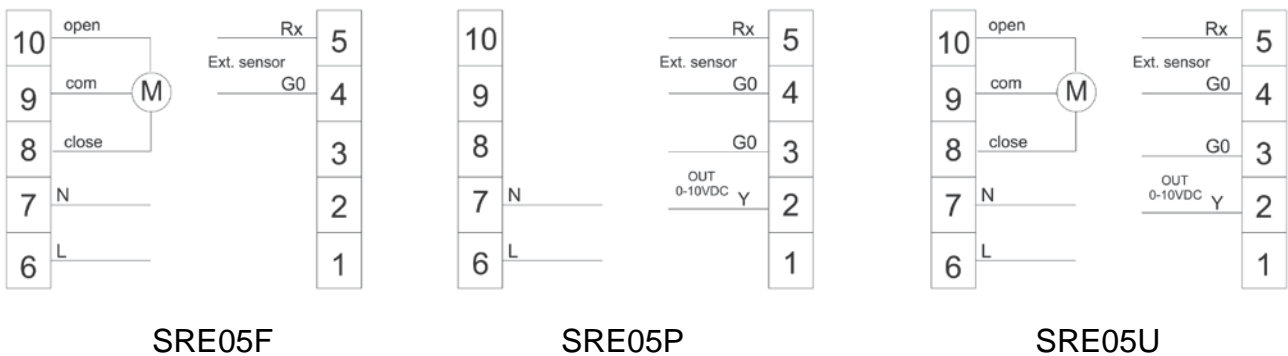 10 open Rx 5
Ext. sensor
9 com M G0 4
8 close 3
7 N 2
6 L 1
SRE05F
10 Rx 5
Ext. sensor
9 G0 4
8 G0 3
OUT
0-10VDC
7 N Y 2
6 L 1
SRE05P
10 open Rx 5
Ext. sensor
9 com M G0 4
8 close G0 3
OUT
0-10VDC
7 N Y 2
6 L 1
SRE05U